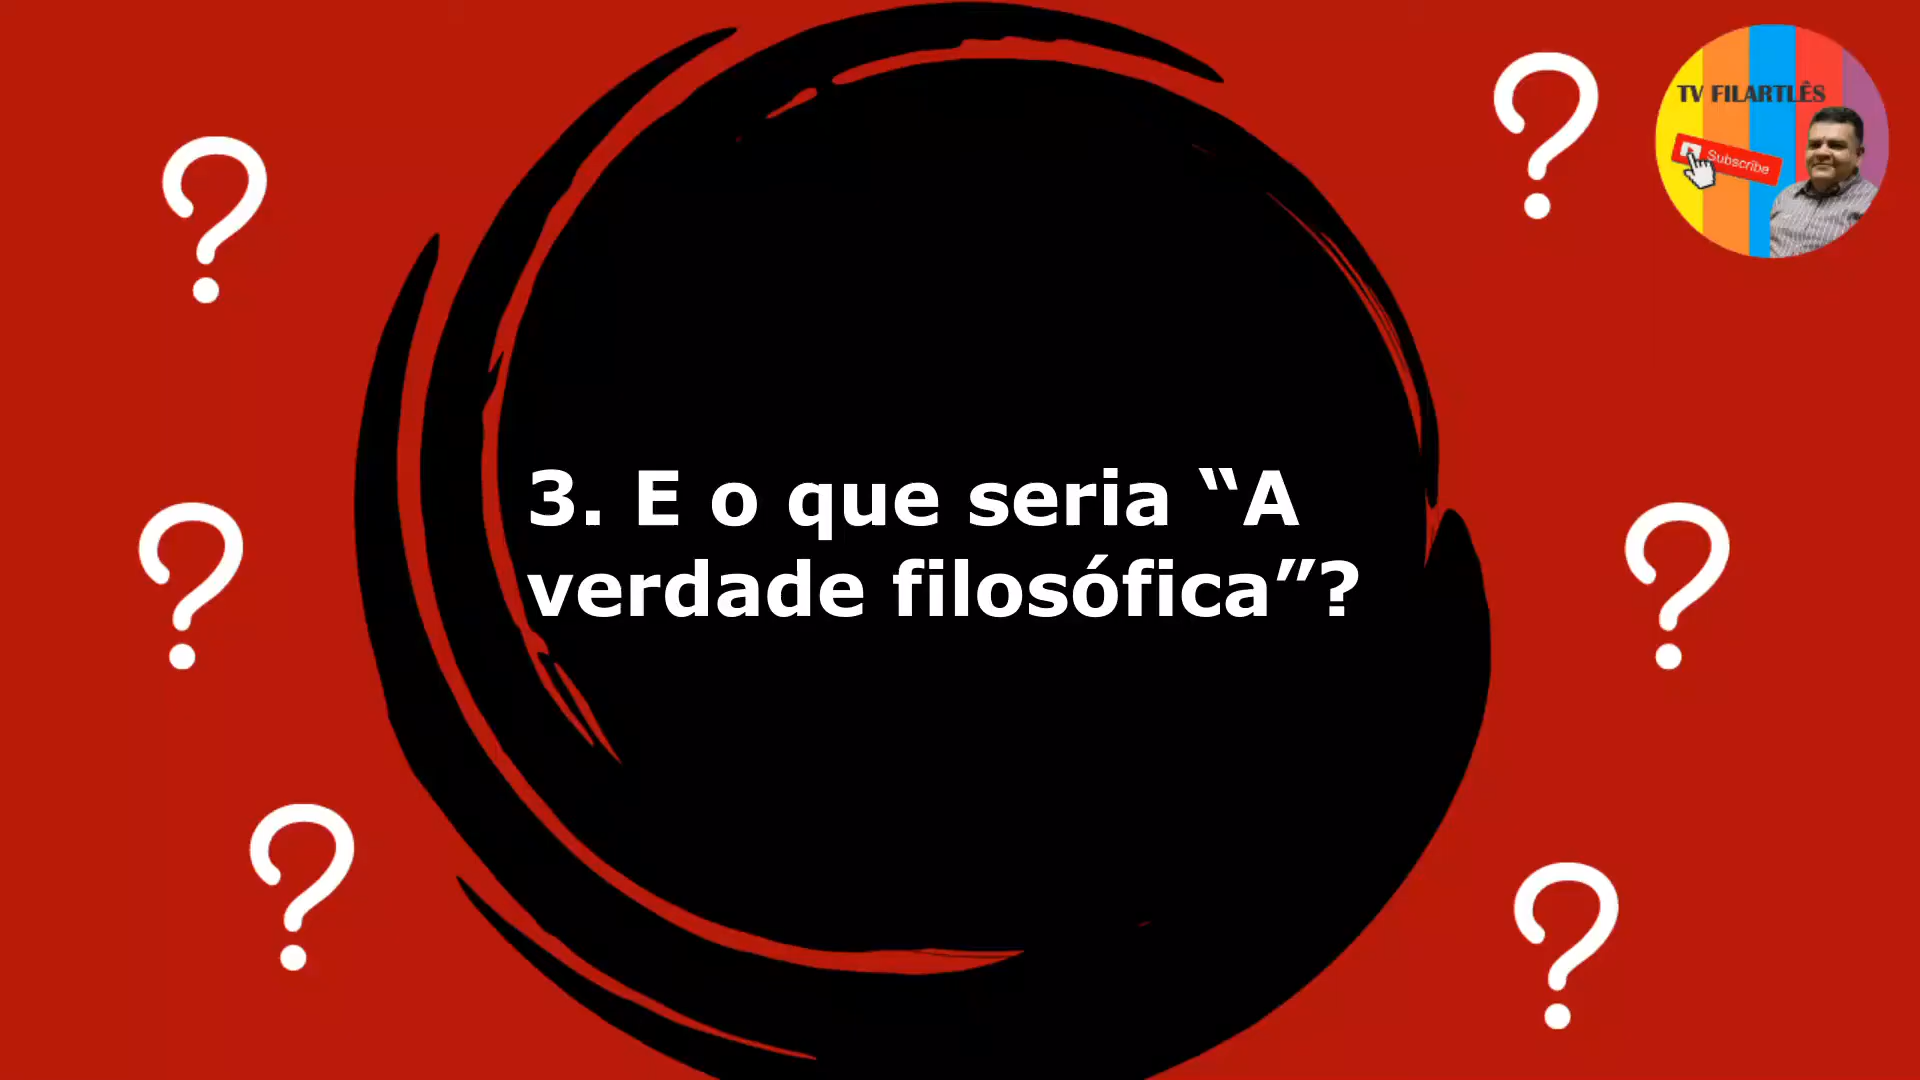 TV FILARTLÊS
Subscribe
3. E o que seria “A
verdade filosófica”?